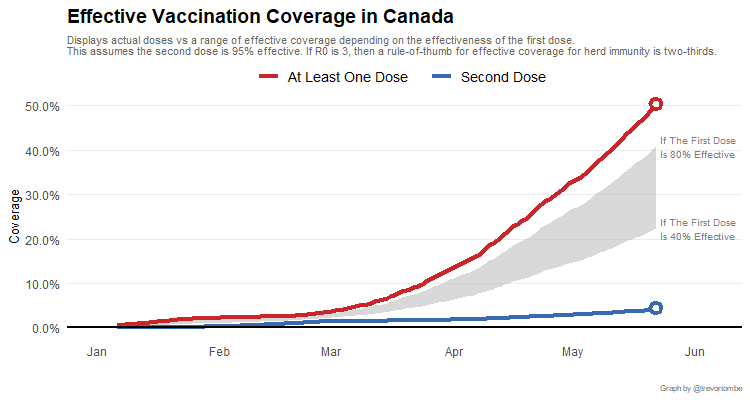 Effective Vaccination Coverage in Canada
Displays actual doses vs a range of effective coverage depending on the effectiveness of the first dose.
This assumes the second dose is 95% effective. If R0 is 3, then a rule-of-thumb for effective coverage for herd immunity is two-thirds.
At Least One Dose
Second Dose
Coverage
50.0%
40.0%
30.0%
20.0%
10.0%
0.0%
If The First Dose
Is 80% Effective
If The First Dose
Is 40% Effective
Jan
Feb
Mar
Apr
May
Jun
Graph by @trevortombe